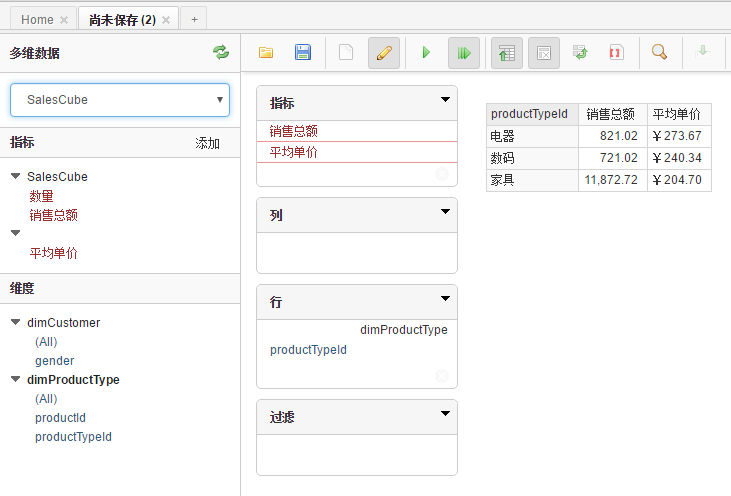 Home 尚未保存 (2) +
多维数据
SalesCube
指标 添加
SalesCube
数量
销售总额
平均单价
维度
dimCustomer
(All)
gender
dimProductType
(All)
productId
productTypeId
指标
销售总额
平均单价
列
行
dimProductType
productTypeId
过滤
productTypeId 销售总额 平均单价
电器 821.02 ￥273.67
数码 721.02 ￥240.34
家具 11,872.72 ￥204.70